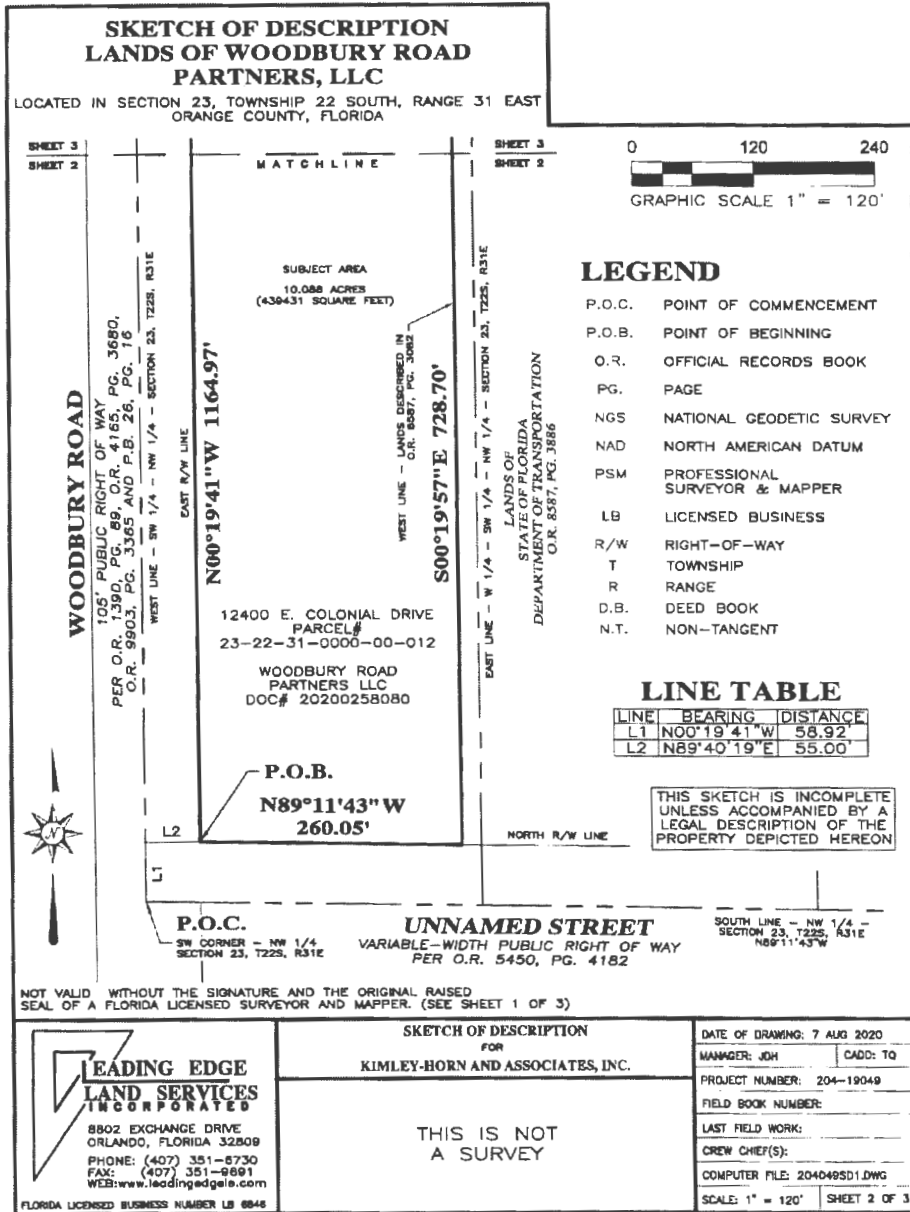 SKETCH OF DESCRIPTION
LANDS OF WOODBURY ROAD
PARTNERS, LLC
LOCATED IN SECTION 23, TOWNSHIP 22 SOUTH, RANGE 31 EAST
ORANGE COUNTY, FLORIDA
SHEET 3
SHEET 2
MATCHLINE
SHEET 3
SHEET 2
0 120 240
GRAPHIC SCALE 1" = 120'
SUBJECT AREA
10.088 ACRES
(439431 SQUARE FEET)
WOODBURY ROAD
105' PUBLIC RIGHT OF WAY
PER O.R. 1390, PG. 89, O.R. 4165, PG. 3680,
O.R. 9903, PG. 3365 AND P.B. 26, PG. 16
WEST LINE - SW 1/4 - NW 1/4 - SECTION 23, T22S, R31E
EAST R/W LINE
N00°19'41"W 1164.97'
WEST LINE - LANDS DESCRIBED IN
O.R. 8587, PG. 3082
S00°19'57"E 728.70'
EAST LINE - W 1/4 - SW 1/4 - NW 1/4 - SECTION 23, T22S, R31E
LANDS OF
STATE OF FLORIDA
DEPARTMENT OF TRANSPORTATION
O.R. 8587, PG. 3886
12400 E. COLONIAL DRIVE
PARCEL#
23-22-31-0000-00-012
WOODBURY ROAD
PARTNERS LLC
DOC# 20200258080
LEGEND
P.O.C. POINT OF COMMENCEMENT
P.O.B. POINT OF BEGINNING
O.R. OFFICIAL RECORDS BOOK
PG. PAGE
NGS NATIONAL GEODETIC SURVEY
NAD NORTH AMERICAN DATUM
PSM PROFESSIONAL
SURVEYOR & MAPPER
LB LICENSED BUSINESS
R/W RIGHT-OF-WAY
T TOWNSHIP
R RANGE
D.B. DEED BOOK
N.T. NON-TANGENT
LINE TABLE
LINE BEARING DISTANCE
L1 N00°19'41"W 58.92'
L2 N89°40'19"E 55.00'
THIS SKETCH IS INCOMPLETE
UNLESS ACCOMPANIED BY A
LEGAL DESCRIPTION OF THE
PROPERTY DEPICTED HEREON
P.O.B.
N89°11'43"W
260.05'
N
L2
L1
NORTH R/W LINE
P.O.C.
SW CORNER - NW 1/4
SECTION 23, T22S, R31E
UNNAMED STREET
VARIABLE-WIDTH PUBLIC RIGHT OF WAY
PER O.R. 5450, PG. 4182
SOUTH LINE - NW 1/4 -
SECTION 23, T22S, R31E
N89°11'43"W
NOT VALID WITHOUT THE SIGNATURE AND THE ORIGINAL RAISED
SEAL OF A FLORIDA LICENSED SURVEYOR AND MAPPER. (SEE SHEET 1 OF 3)
LEADING EDGE
LAND SERVICES
INCORPORATED
8802 EXCHANGE DRIVE
ORLANDO, FLORIDA 32809
PHONE: (407) 351-6730
FAX: (407) 351-9691
WEB:www.leadingedgels.com
FLORIDA LICENSED BUSINESS NUMBER LB 6846
SKETCH OF DESCRIPTION
FOR
KIMLEY-HORN AND ASSOCIATES, INC.
THIS IS NOT
A SURVEY
DATE OF DRAWING: 7 AUG 2020
MANAGER: JDH CADD: TQ
PROJECT NUMBER: 204-19049
FIELD BOOK NUMBER:
LAST FIELD WORK:
CREW CHIEF(S):
COMPUTER FILE: 204049SD1.DWG
SCALE: 1" = 120' SHEET 2 OF 3